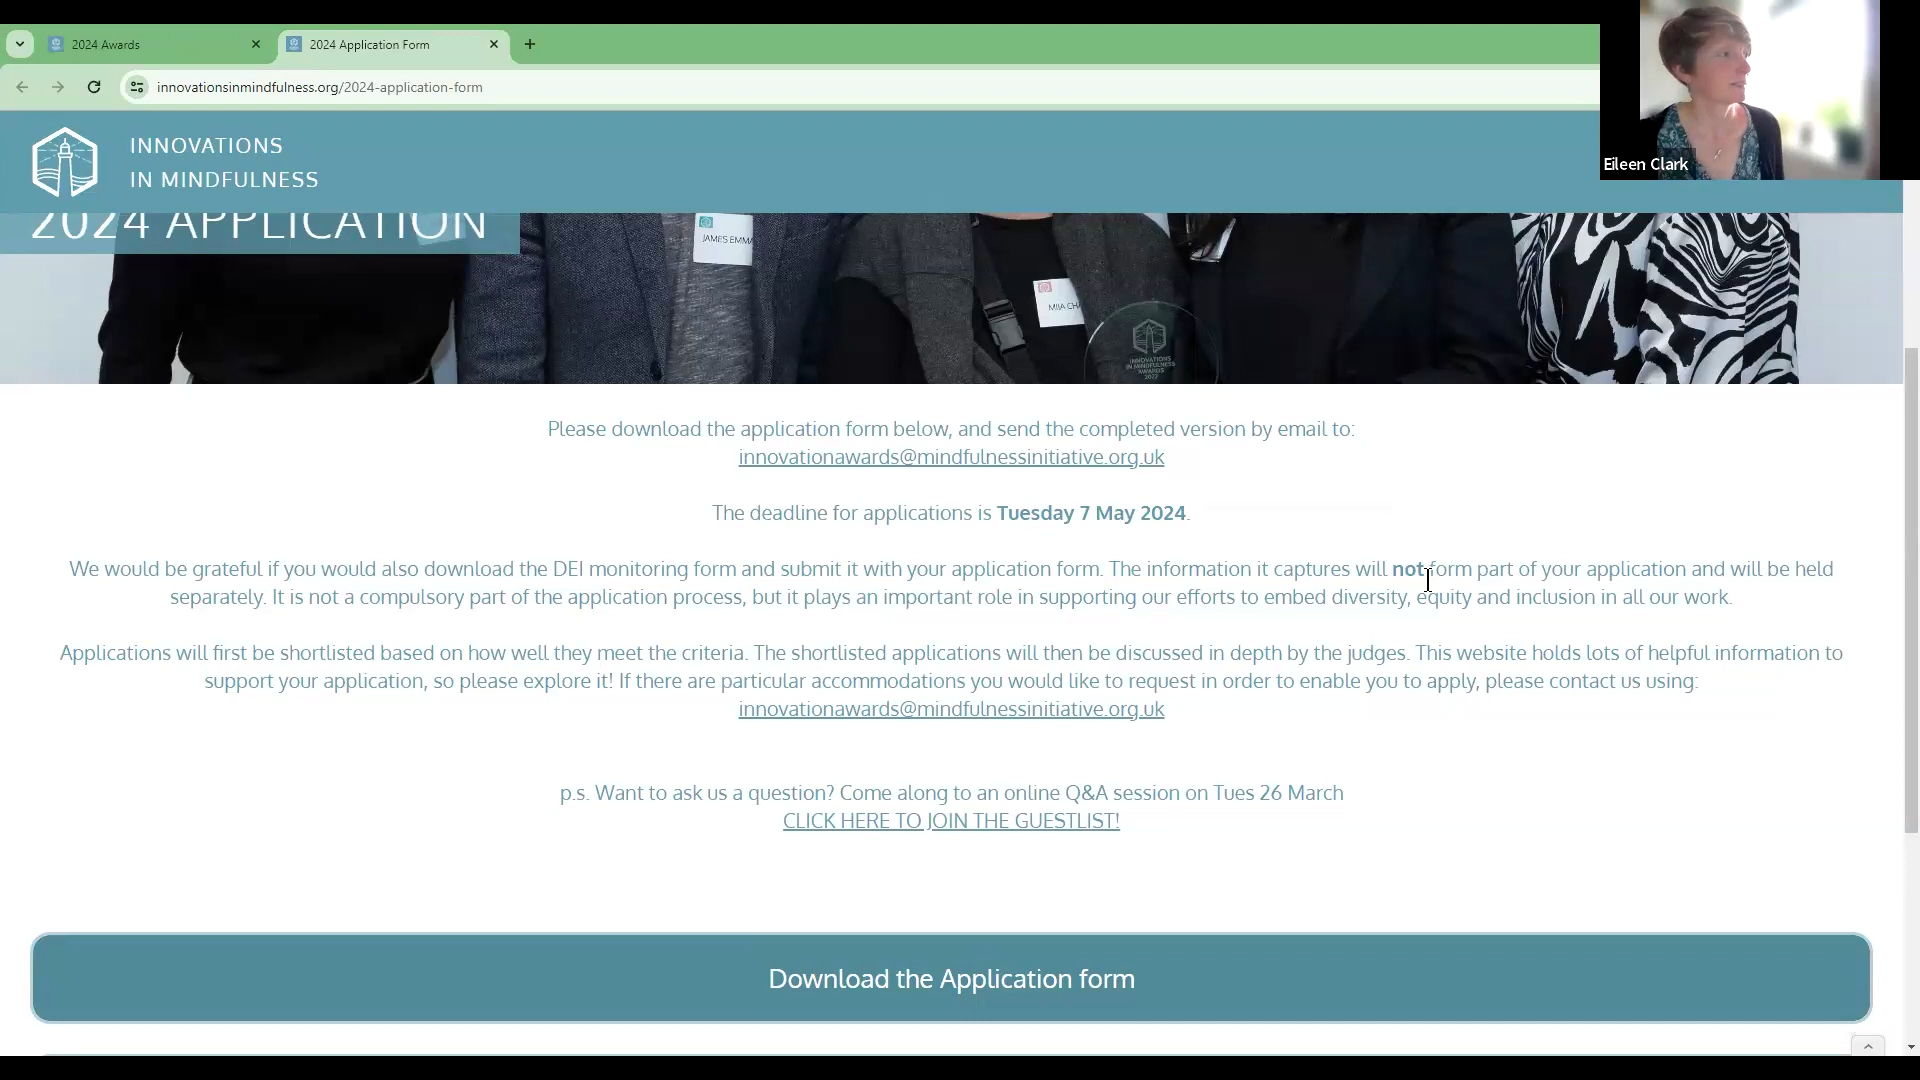 2024 Awards
2024 Application Form
innovationsinmindfulness.org/2024-application-form
Eileen Clark
INNOVATIONS
IN MINDFULNESS
2024 APPLICATION
JAMES EMMA
MIJA CH
INNOVATIONS
IN MINDFULNESS
AWARDS
Please download the application form below, and send the completed version by email to:
innovationawards@mindfulnessinitiative.org.uk
The deadline for applications is Tuesday 7 May 2024.
We would be grateful if you would also download the DEI monitoring form and submit it with your application form. The information it captures will not form part of your application and will be held
separately. It is not a compulsory part of the application process, but it plays an important role in supporting our efforts to embed diversity, equity and inclusion in all our work.
Applications will first be shortlisted based on how well they meet the criteria. The shortlisted applications will then be discussed in depth by the judges. This website holds lots of helpful information to
support your application, so please explore it! If there are particular accommodations you would like to request in order to enable you to apply, please contact us using:
innovationawards@mindfulnessinitiative.org.uk
p.s. Want to ask us a question? Come along to an online Q&A session on Tues 26 March
CLICK HERE TO JOIN THE GUESTLIST!
Download the Application form